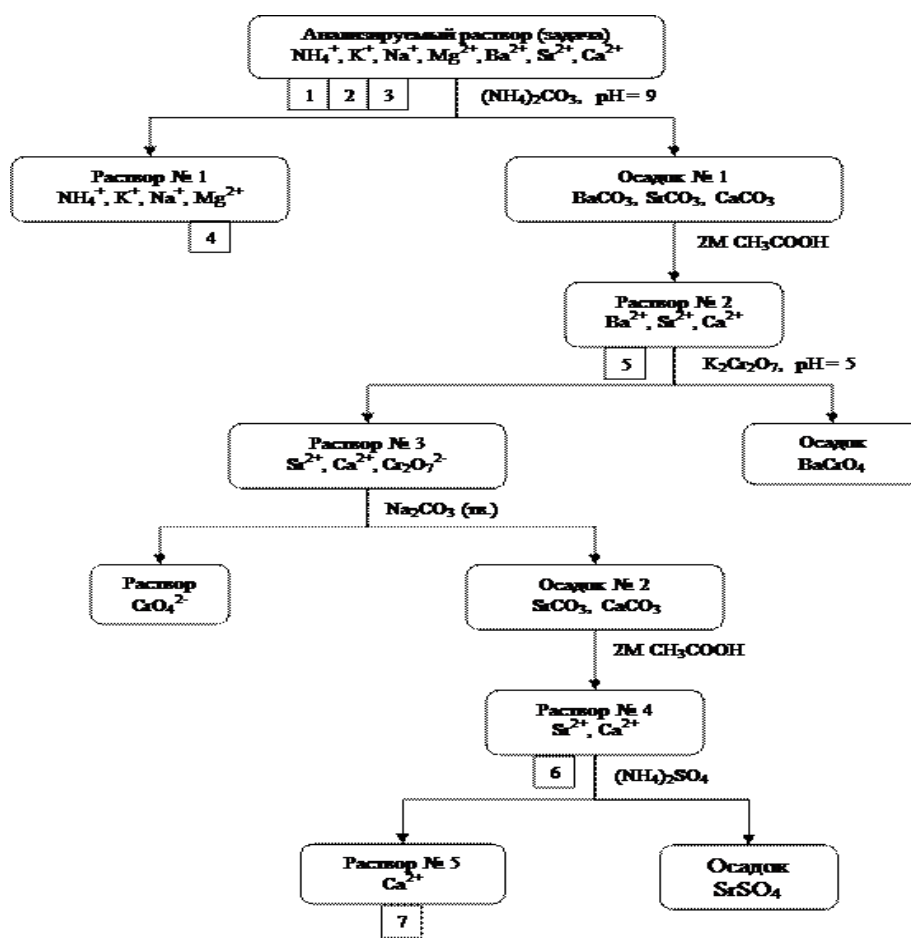 Анализируемый раствор (задача)
NH₄⁺, K⁺, Na⁺, Mg²⁺, Ba²⁺, Sr²⁺, Ca²⁺
1 2 3
(NH₄)₂CO₃, pH= 9
Раствор № 1
NH₄⁺, K⁺, Na⁺, Mg²⁺
4
Осадок № 1
BaCO₃, SrCO₃, CaCO₃
2M CH₃COOH
Раствор № 2
Ba²⁺, Sr²⁺, Ca²⁺
5
K₂Cr₂O₇, pH= 5
Раствор № 3
Sr²⁺, Ca²⁺, Cr₂O₇²⁻
Осадок
BaCrO₄
Na₂CO₃ (тв.)
Раствор
CrO₄²⁻
Осадок № 2
SrCO₃, CaCO₃
2M CH₃COOH
Раствор № 4
Sr²⁺, Ca²⁺
6
(NH₄)₂SO₄
Раствор № 5
Ca²⁺
7
Осадок
SrSO₄